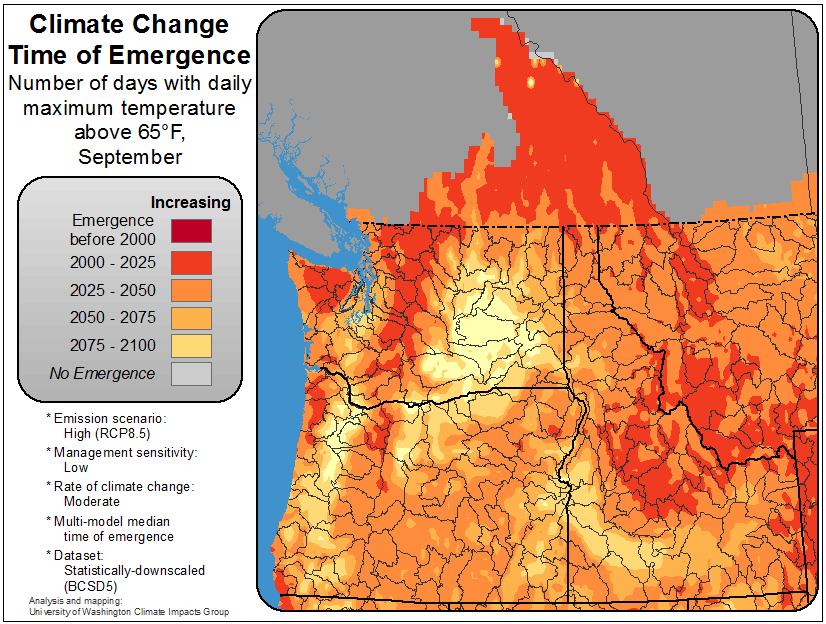 Climate Change
Time of Emergence
Number of days with daily
maximum temperature
above 65°F,
September
Increasing
Emergence
before 2000
2000 - 2025
2025 - 2050
2050 - 2075
2075 - 2100
No Emergence
* Emission scenario:
High (RCP8.5)
* Management sensitivity:
Low
* Rate of climate change:
Moderate
* Multi-model median
time of emergence
* Dataset:
Statistically-downscaled
(BCSD5)
Analysis and mapping:
University of Washington Climate Impacts Group